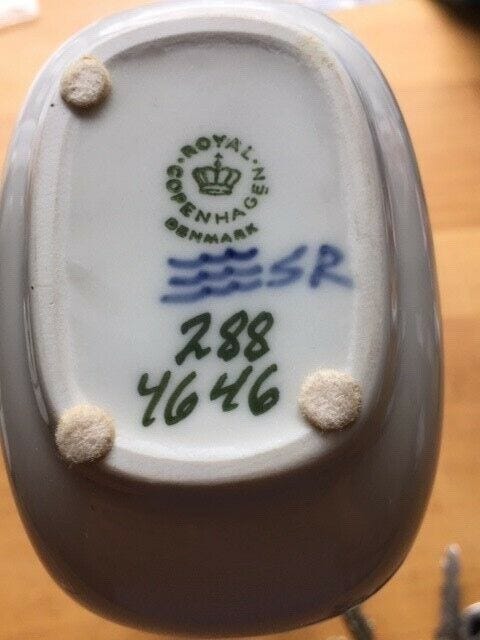 ROYAL
COPENHAGEN
DENMARK
SR
288
4646